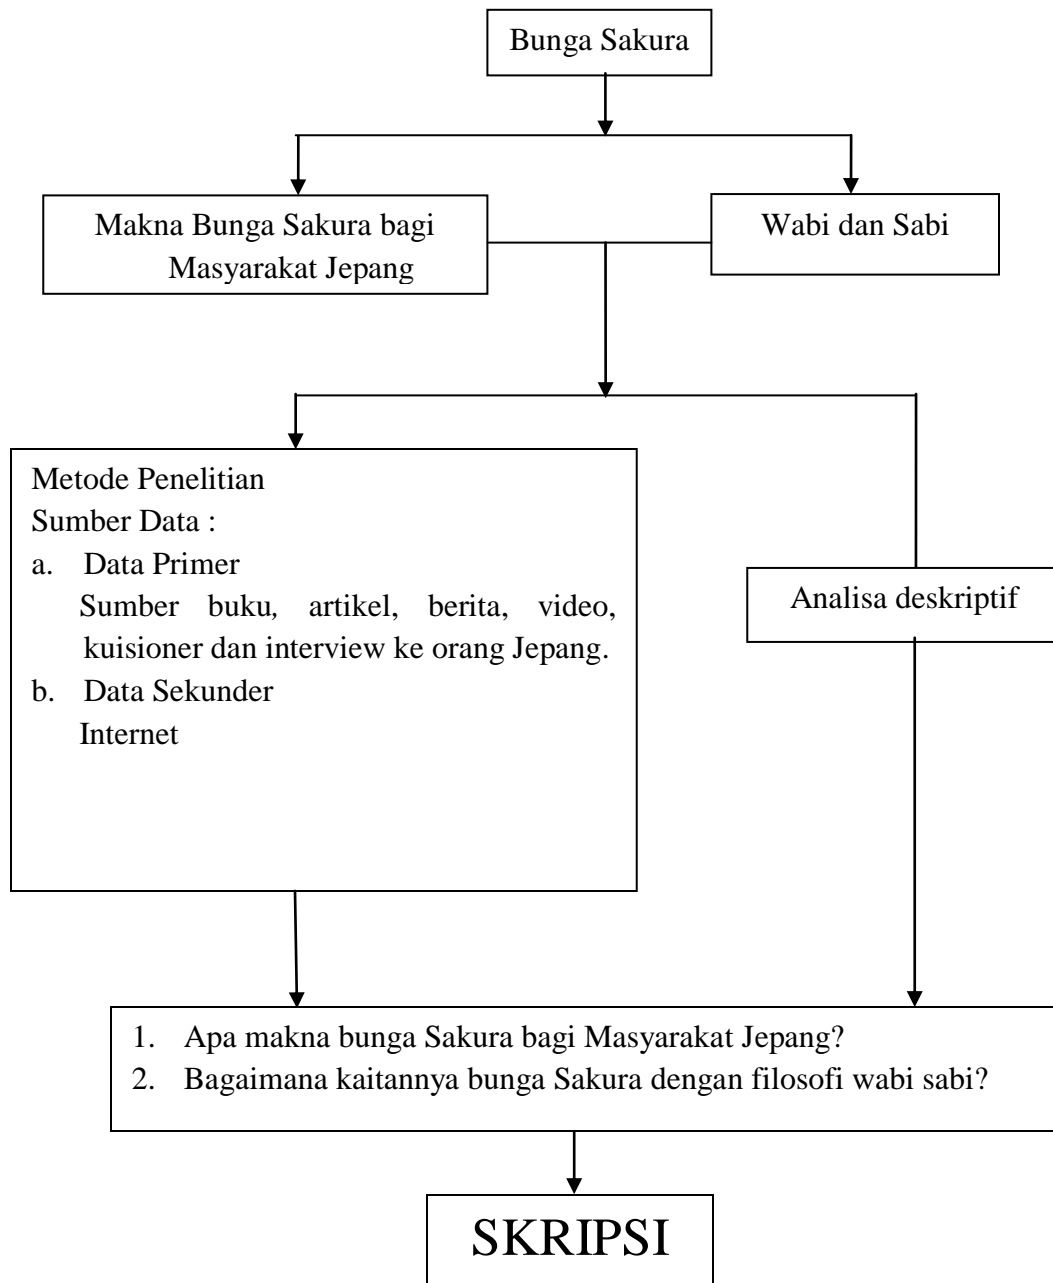 Bunga Sakura
Makna Bunga Sakura bagi
Masyarakat Jepang
Wabi dan Sabi
Metode Penelitian
Sumber Data :
a. Data Primer
Sumber buku, artikel, berita, video,
kuisioner dan interview ke orang Jepang.
b. Data Sekunder
Internet
Analisa deskriptif
1. Apa makna bunga Sakura bagi Masyarakat Jepang?
2. Bagaimana kaitannya bunga Sakura dengan filosofi wabi sabi?
SKRIPSI